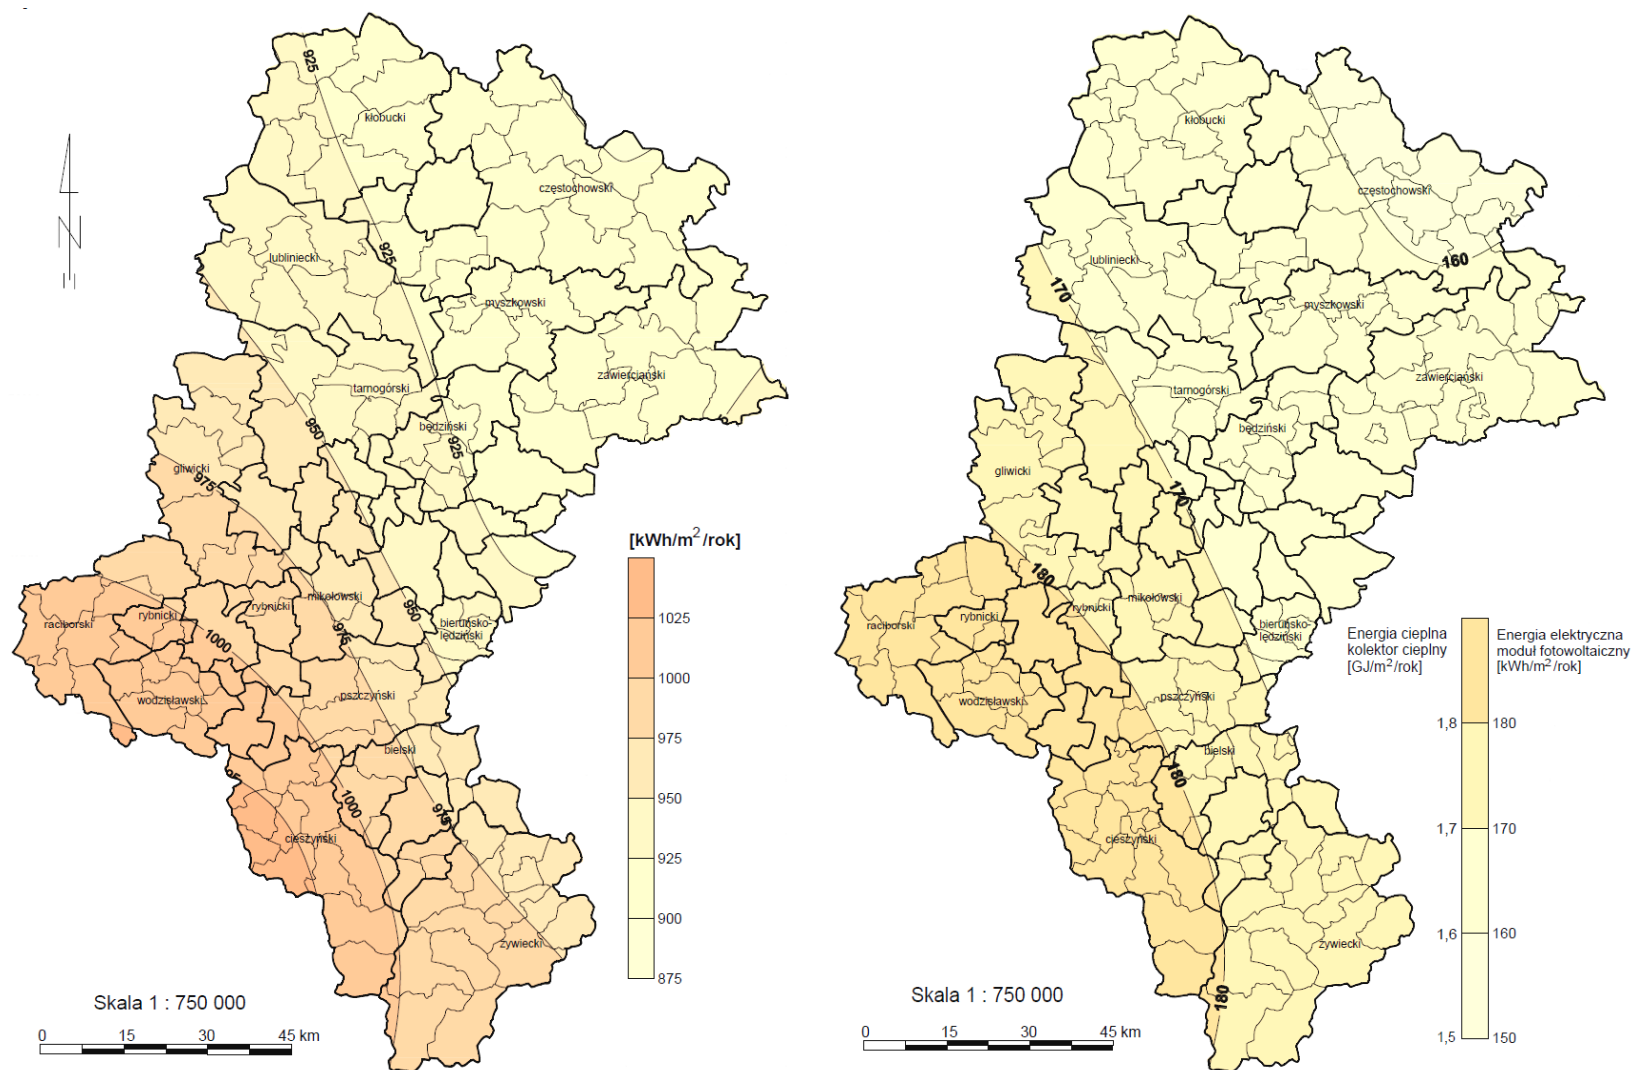 925
kłobucki
częstochowski
925
lubliniecki
myszkowski
950
tarnogórski
zawierciański
będziński
925
gliwicki
975
[kWh/m²/rok]
1025
1000
975
950
925
900
875
raciborski
rybnicki
rybnicki
mikołowski
950
bieruńsko-
lędziński
1000
975
wodzisławski
pszczyński
bielski
1000
975
cieszyński
żywiecki
N
Skala 1 : 750 000
0 15 30 45 km
kłobucki
częstochowski
160
lubliniecki
170
myszkowski
tarnogórski
zawierciański
będziński
gliwicki
170
180
raciborski
rybnicki
rybnicki
mikołowski
bieruńsko-
lędziński
wodzisławski
pszczyński
bielski
180
cieszyński
żywiecki
180
Energia cieplna
kolektor cieplny
[GJ/m²/rok]
Energia elektryczna
moduł fotowoltaiczny
[kWh/m²/rok]
1,8 180
1,7 170
1,6 160
1,5 150
Skala 1 : 750 000
0 15 30 45 km